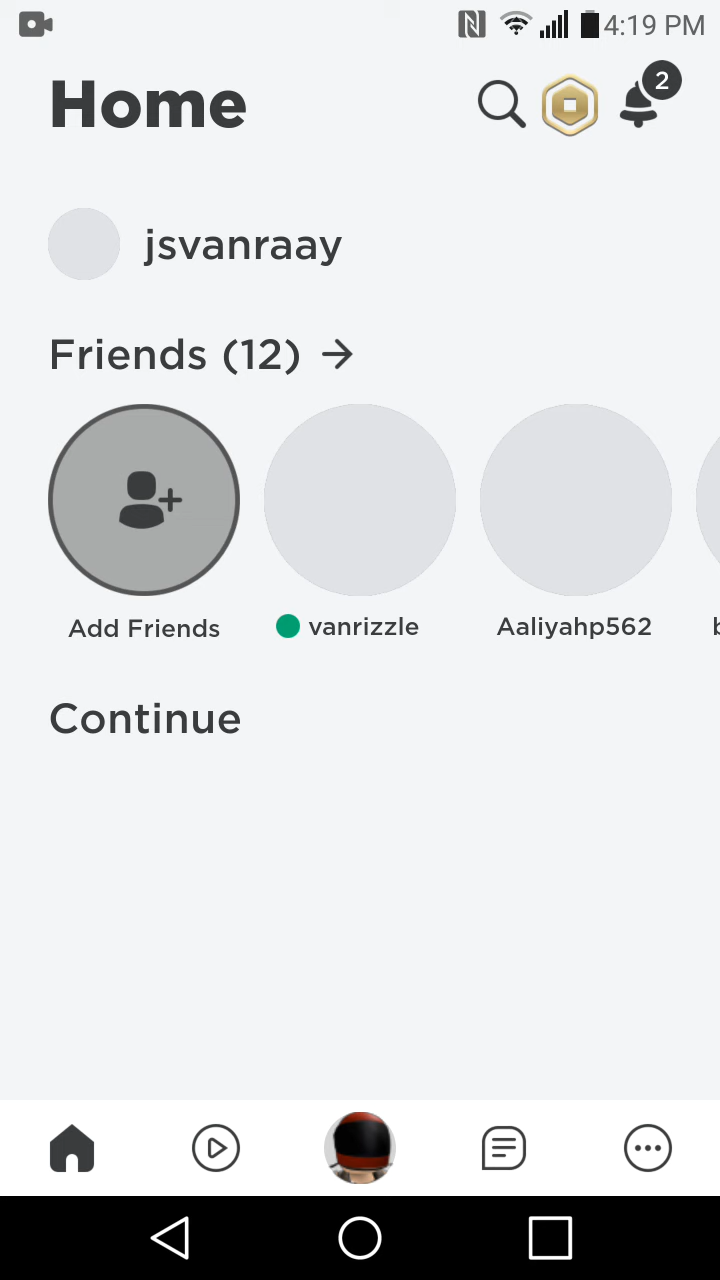 4:19 PM
Home
2
jsvanraay
Friends (12)
Add Friends
vanrizzle
Aaliyahp562
Continue